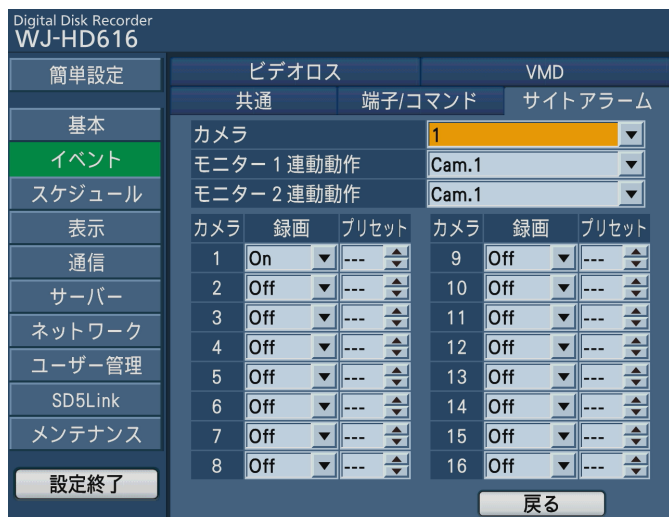 Digital Disk Recorder
WJ-HD616
簡単設定
基本
イベント
スケジュール
表示
通信
サーバー
ネットワーク
ユーザー管理
SD5Link
メンテナンス
設定終了
ビデオロス VMD
共通 端子/コマンド サイトアラーム
カメラ 1
モニター 1 連動動作 Cam.1
モニター 2 連動動作 Cam.1
カメラ 録画 プリセット カメラ 録画 プリセット
1 On --- 9 Off ---
2 Off --- 10 Off ---
3 Off --- 11 Off ---
4 Off --- 12 Off ---
5 Off --- 13 Off ---
6 Off --- 14 Off ---
7 Off --- 15 Off ---
8 Off --- 16 Off ---
戻る